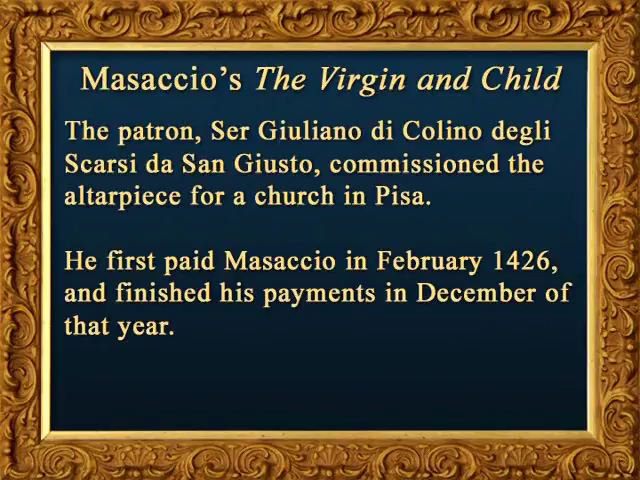 Masaccio’s The Virgin and Child
The patron, Ser Giuliano di Colino degli
Scarsi da San Giusto, commissioned the
altarpiece for a church in Pisa.
He first paid Masaccio in February 1426,
and finished his payments in December of
that year.